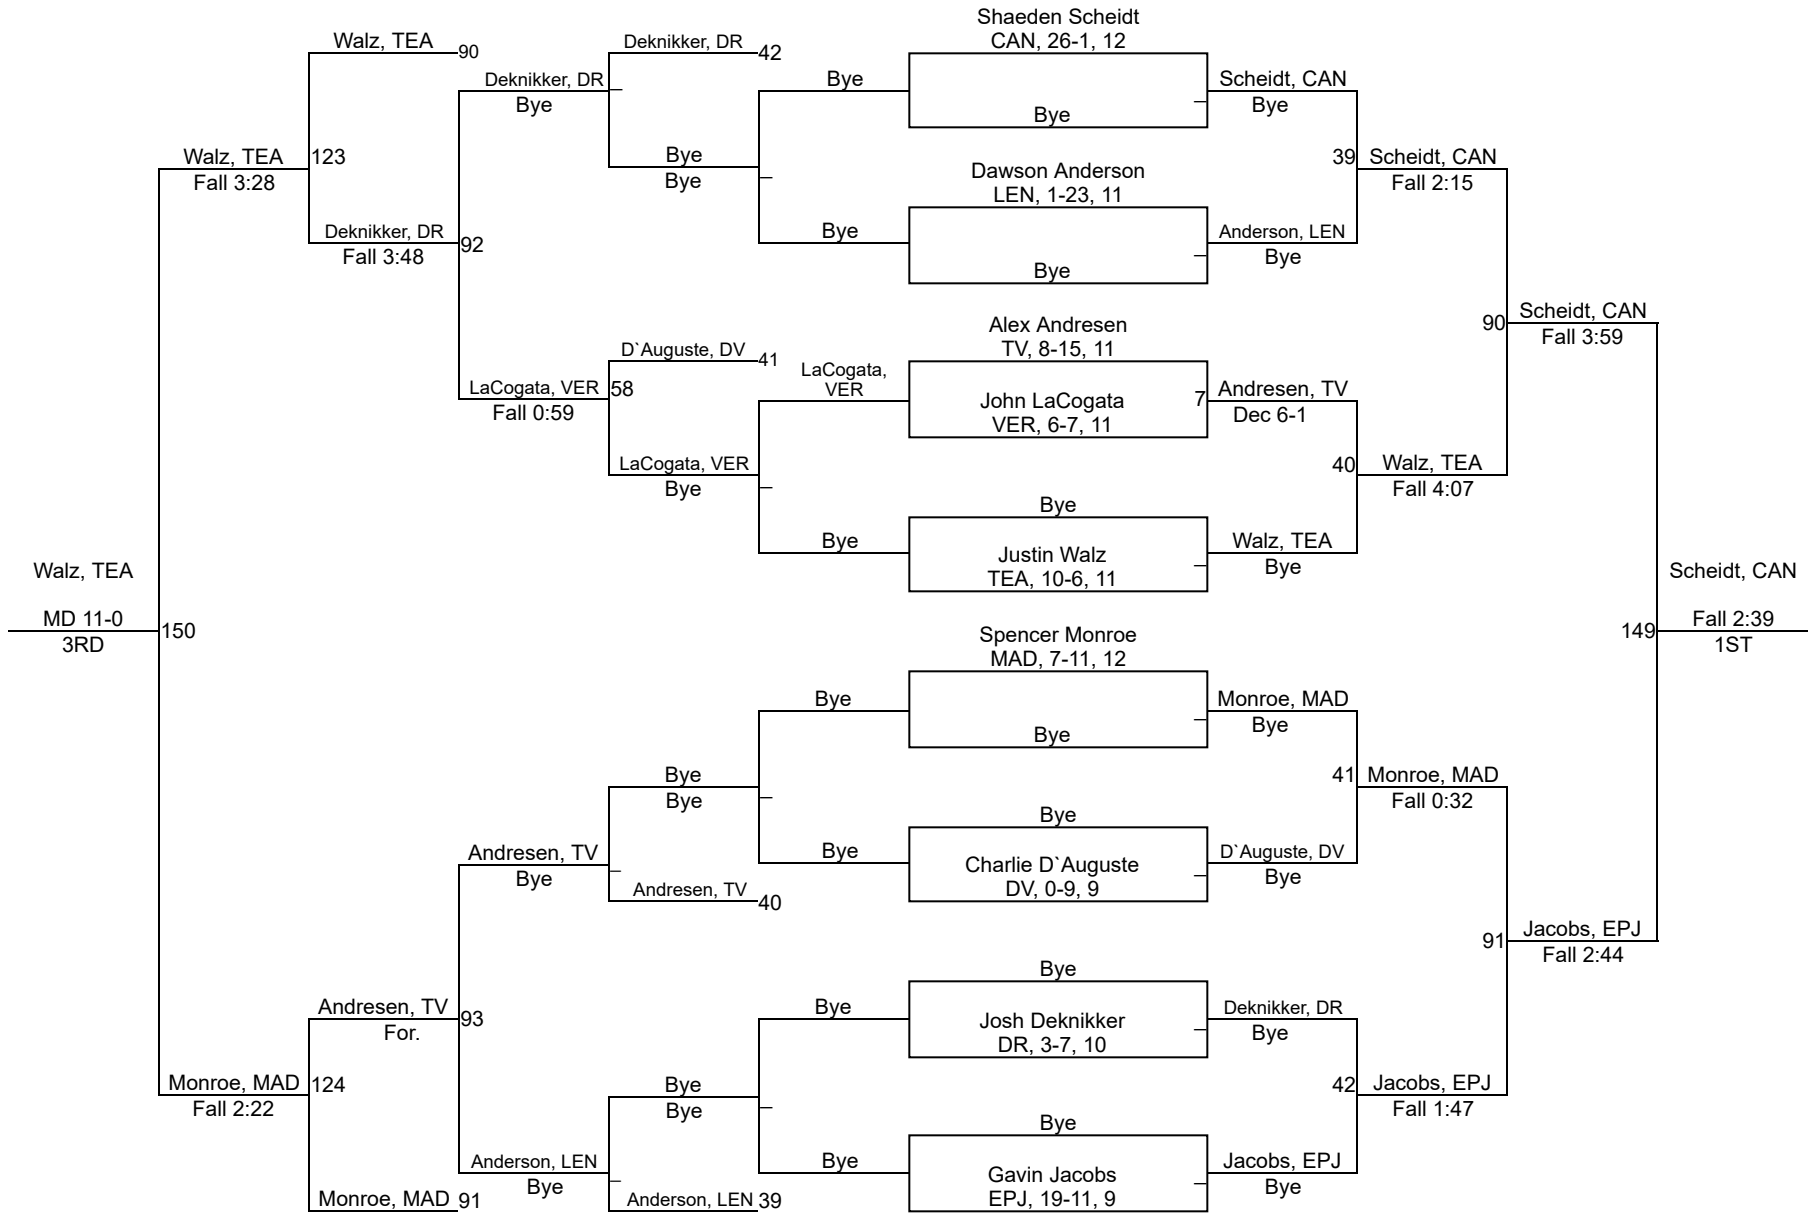 Shaeden Scheidt
CAN, 26-1, 12
Walz, TEA
90
Deknikker, DR
42
Deknikker, DR
Bye
Bye
Scheidt, CAN
Bye
Bye
Walz, TEA
Fall 3:28
123
Bye
Bye
Dawson Anderson
LEN, 1-23, 11
39
Scheidt, CAN
Fall 2:15
Deknikker, DR
Fall 3:48
92
Bye
Bye
Anderson, LEN
Bye
Alex Andresen
TV, 8-15, 11
90
Scheidt, CAN
Fall 3:59
D`Auguste, DV
41
LaCogata, VER
Fall 0:59
58
LaCogata,
VER
John LaCogata
VER, 6-7, 11
7
Andresen, TV
Dec 6-1
LaCogata, VER
Bye
40
Walz, TEA
Fall 4:07
Bye
Bye
Justin Walz
TEA, 10-6, 11
Walz, TEA
Bye
Walz, TEA
MD 11-0
3RD
150
Scheidt, CAN
149
Fall 2:39
1ST
Spencer Monroe
MAD, 7-11, 12
Bye
Bye
Monroe, MAD
Bye
Bye
Bye
41
Monroe, MAD
Fall 0:32
Bye
Andresen, TV
Bye
Bye
Charlie D`Auguste
DV, 0-9, 9
D`Auguste, DV
Bye
Andresen, TV
40
91
Jacobs, EPJ
Fall 2:44
Bye
Andresen, TV
For.
93
Bye
Josh Deknikker
DR, 3-7, 10
Deknikker, DR
Bye
Monroe, MAD
Fall 2:22
124
Bye
Bye
42
Jacobs, EPJ
Fall 1:47
Bye
Anderson, LEN
Bye
Bye
Gavin Jacobs
EPJ, 19-11, 9
Jacobs, EPJ
Bye
Monroe, MAD
91
Anderson, LEN
39